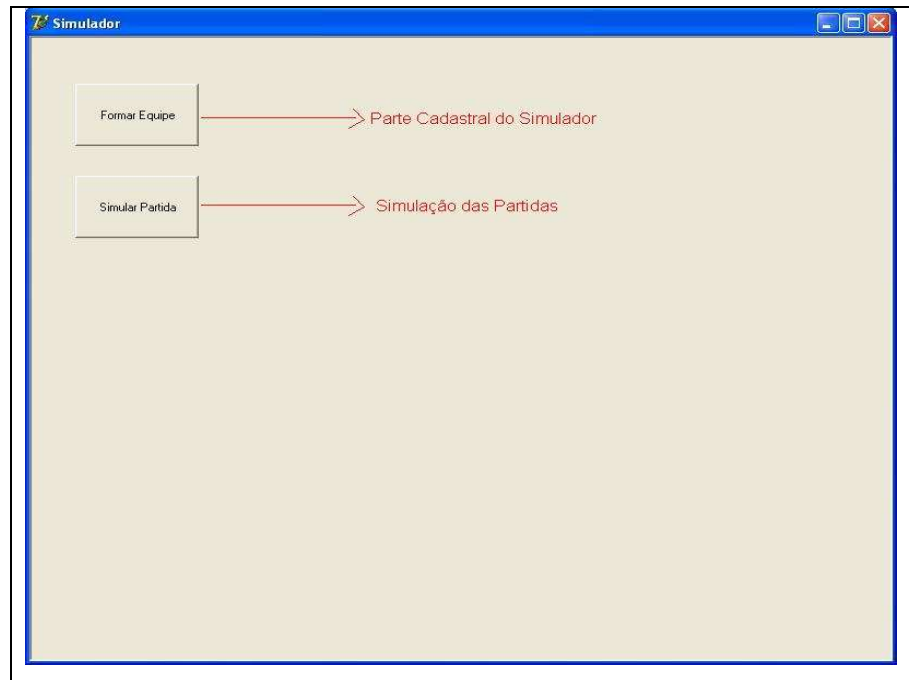 Simulador
Formar Equipe
Parte Cadastral do Simulador
Simular Partida
Simulação das Partidas